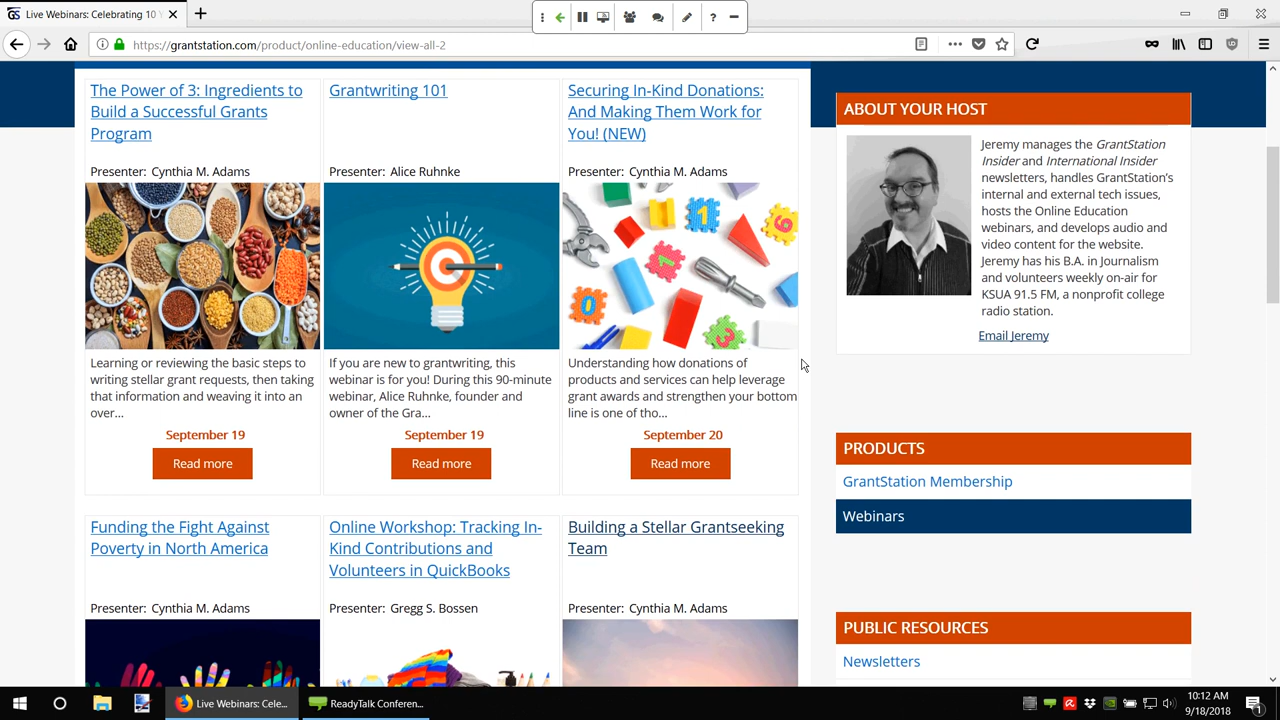 Live Webinars: Celebrating 10 Y
https://grantstation.com/product/online-education/view-all-2
The Power of 3: Ingredients to
Build a Successful Grants
Program
Presenter: Cynthia M. Adams
Learning or reviewing the basic steps to
writing stellar grant requests, then taking
that information and weaving it into an
over...
September 19
Read more
Grantwriting 101
Presenter: Alice Ruhnke
If you are new to grantwriting, this
webinar is for you! During this 90-minute
webinar, Alice Ruhnke, founder and
owner of the Gra...
September 19
Read more
Securing In-Kind Donations:
And Making Them Work for
You! (NEW)
Presenter: Cynthia M. Adams
1
6
1
0
3
Understanding how donations of
products and services can help leverage
grant awards and strengthen your bottom
line is one of tho...
September 20
Read more
Funding the Fight Against
Poverty in North America
Presenter: Cynthia M. Adams
Online Workshop: Tracking In-
Kind Contributions and
Volunteers in QuickBooks
Presenter: Gregg S. Bossen
Building a Stellar Grantseeking
Team
Presenter: Cynthia M. Adams
ABOUT YOUR HOST
Jeremy manages the GrantStation
Insider and International Insider
newsletters, handles GrantStation's
internal and external tech issues,
hosts the Online Education
webinars, and develops audio and
video content for the website.
Jeremy has his B.A. in Journalism
and volunteers weekly on-air for
KSUA 91.5 FM, a nonprofit college
radio station.
Email Jeremy
PRODUCTS
GrantStation Membership
Webinars
PUBLIC RESOURCES
Newsletters
Live Webinars: Cele...
ReadyTalk Conferen...
10:12 AM
9/18/2018
1